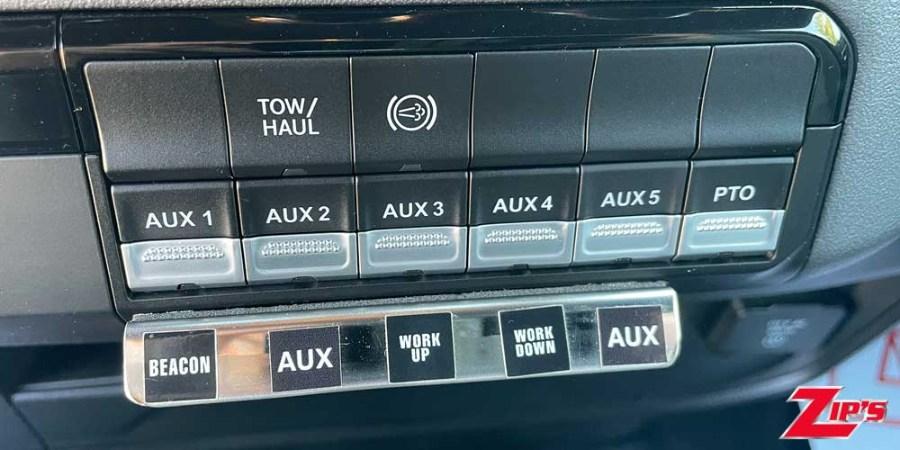 TOW/
HAUL
AUX 1 AUX 2 AUX 3 AUX 4 AUX 5 PTO
BEACON AUX WORK UP WORK DOWN AUX
ZIP'S